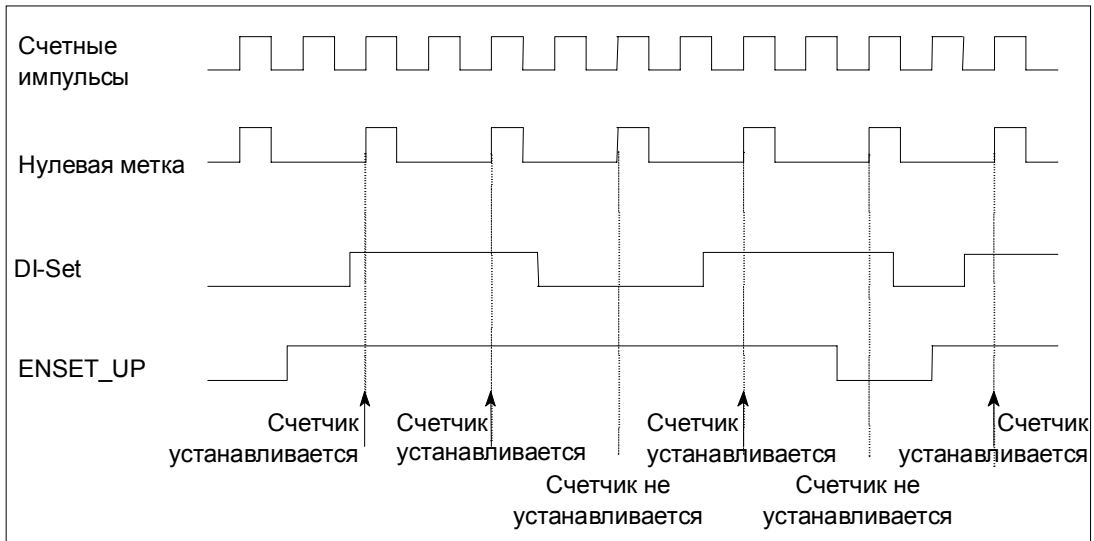 Счетные
импульсы
Нулевая метка
DI-Set
ENSET_UP
Счетчик
устанавливается
Счетчик
устанавливается
Счетчик не
устанавливается
Счетчик
устанавливается
Счетчик не
устанавливается
Счетчик
устанавливается